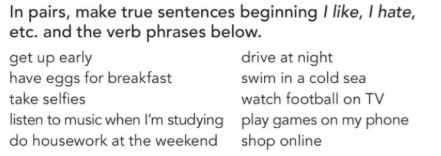 In pairs, make true sentences beginning I like, I hate,
etc. and the verb phrases below.
get up early
have eggs for breakfast
take selfies
listen to music when I'm studying
do housework at the weekend
drive at night
swim in a cold sea
watch football on TV
play games on my phone
shop online